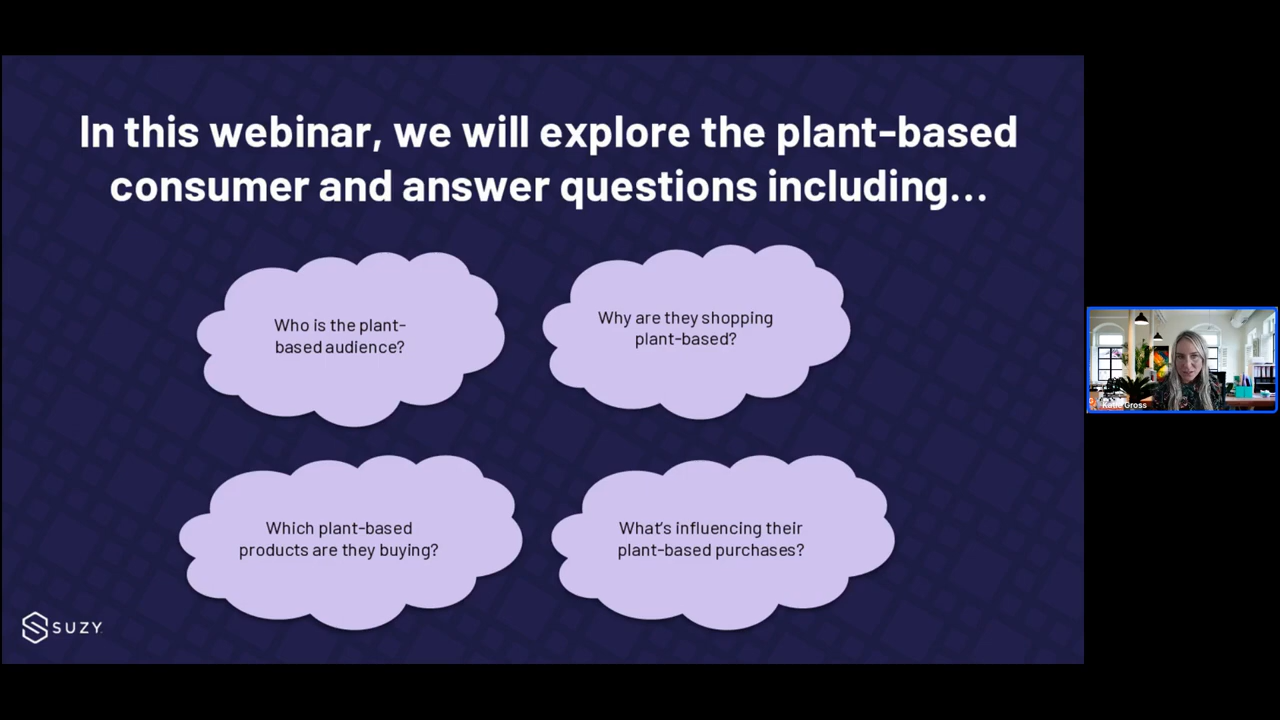 In this webinar, we will explore the plant-based
consumer and answer questions including...
Who is the plant-
based audience?
Why are they shopping
plant-based?
Which plant-based
products are they buying?
What's influencing their
plant-based purchases?
SUZY
Katie Gross